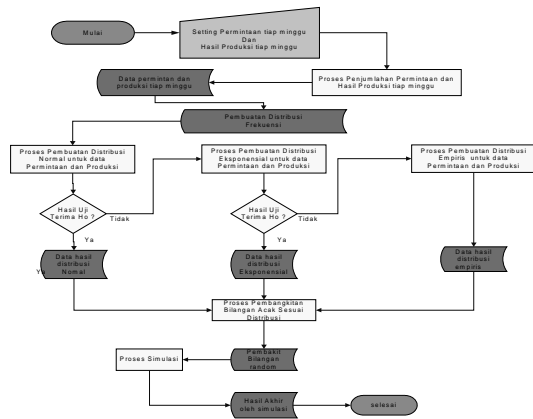 Mulai
Setting Permintaan tiap minggu
Dan
Hasil Produksi tiap minggu
Data permintan dan
produksi tiap minggu
Proses Penjumlahan Permintaan dan
Hasil Produksi tiap minggu
Pembuatan Distribusi
Frekuensi
Proses Pembuatan Distribusi
Normal untuk data
Permintaan dan Produksi
Proses Pembuatan Distribusi
Eksponensial untuk data
Permintaan dan Produksi
Proses Pembuatan Distribusi
Empiris untuk data
Permintaan dan Produksi
Hasil Uji
Terima Ho ?
Tidak
Hasil Uji
Terima Ho ?
Tidak
Ya
Ya
Data hasil
distribusi
Nomal
Ya
Data hasil
distribusi
Eksponensial
Data hasil
distribusi
empiris
Proses Pembangkitan
Bilangan Acak Sesuai
Distribusi
Proses Simulasi
Pembakit
Bilangan
random
Hasil Akhir
oleh simulasi
selesai